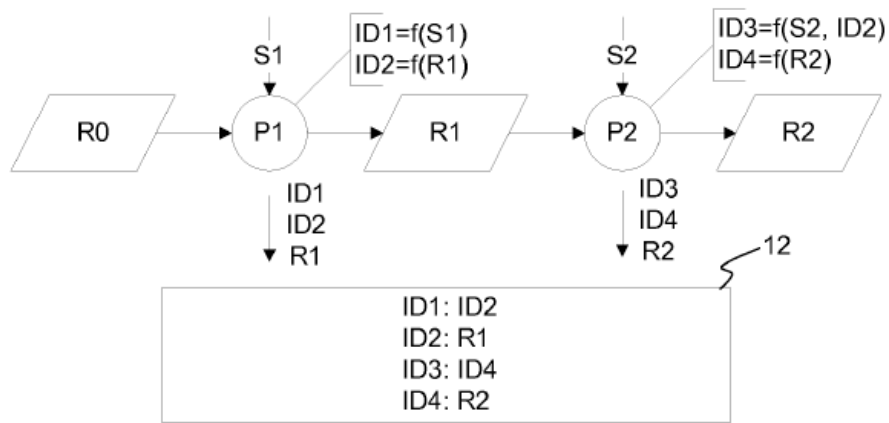 ID1=f(S1)
ID2=f(R1)
ID3=f(S2, ID2)
ID4=f(R2)
S1
S2
R0
P1
R1
P2
R2
ID1
ID2
R1
ID3
ID4
R2
12
ID1: ID2
ID2: R1
ID3: ID4
ID4: R2